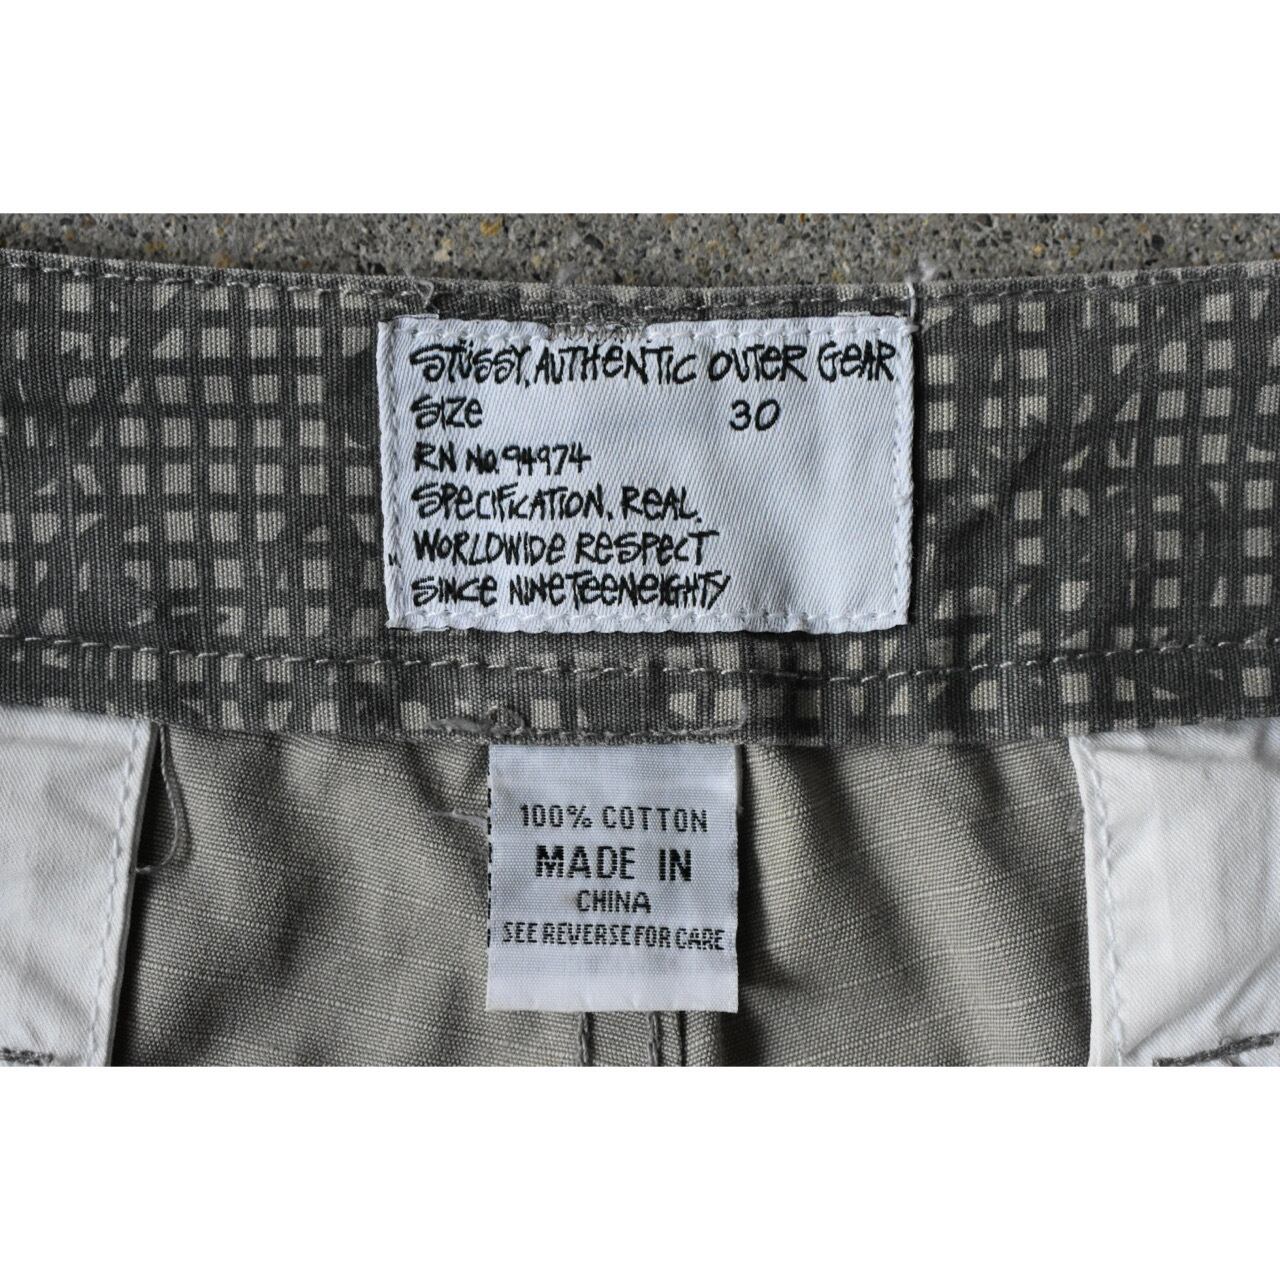 STÜSSY, AUTHENTIC OUTER GEAR
SIZE 30
RN NO. 94974
SPECIFICATION. REAL.
WORLDWIDE RESPECT
SINCE NINETEENEIGHTY
100% COTTON
MADE IN
CHINA
SEE REVERSE FOR CARE